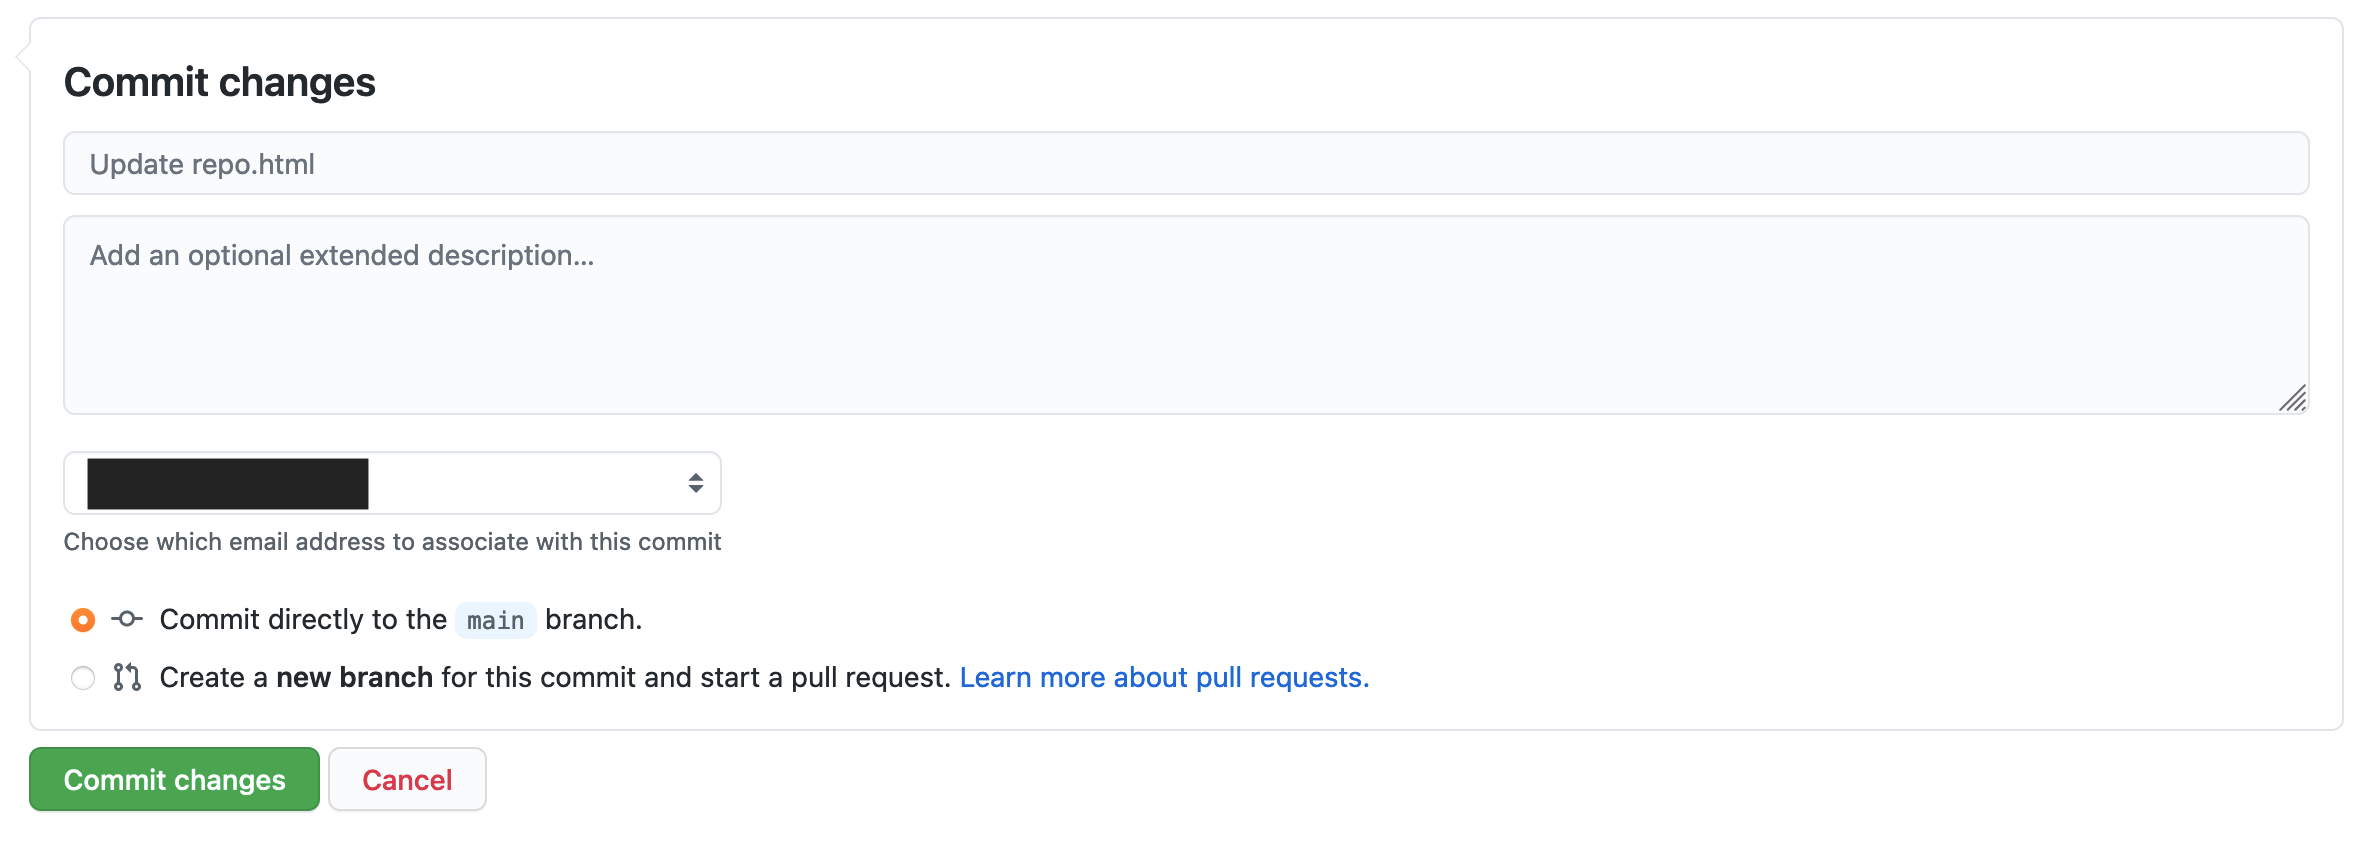 Commit changes
Update repo.html
Add an optional extended description...
Choose which email address to associate with this commit
Commit directly to the main branch.
Create a new branch for this commit and start a pull request. Learn more about pull requests.
Commit changes
Cancel